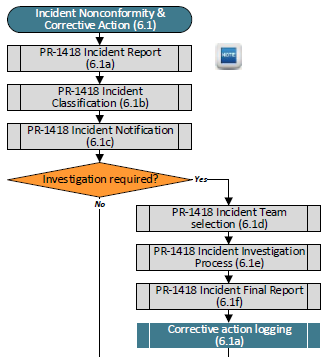 Incident Nonconformity &
Corrective Action (6.1)
PR-1418 Incident Report
(6.1a)
NOTE
PR-1418 Incident
Classification (6.1b)
PR-1418 Incident Notification
(6.1c)
Investigation required?
Yes
No
PR-1418 Incident Team
selection (6.1d)
PR-1418 Incident Investigation
Process (6.1e)
PR-1418 Incident Final Report
(6.1f)
Corrective action logging
(6.1a)